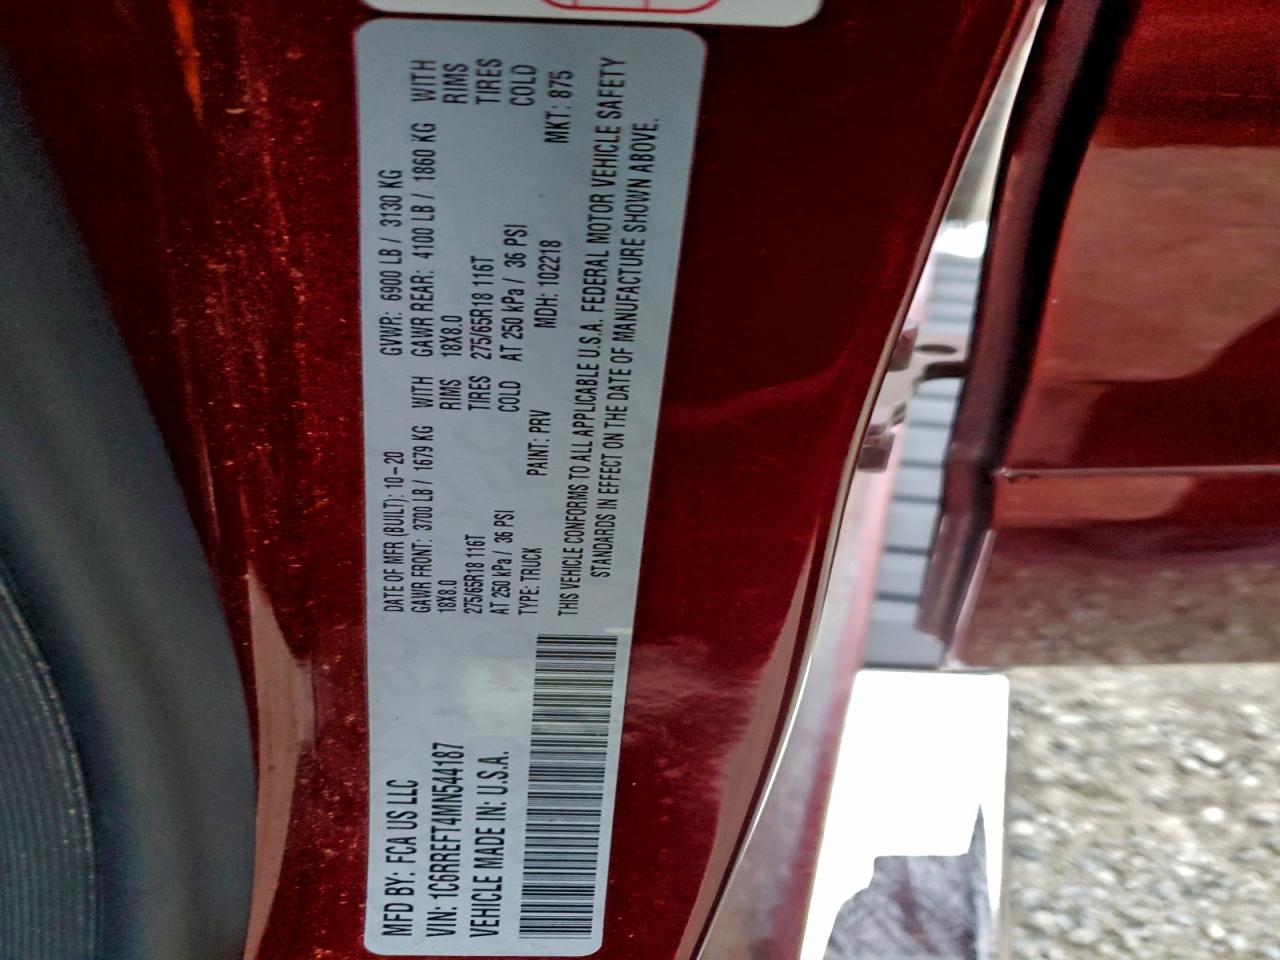 MFD BY: FCA US LLC
VIN: 1C6RREFT4MN544187
VEHICLE MADE IN: U.S.A.
DATE OF MFR (BUILT): 10-20
GVWR: 6900 LB / 3130 KG
GAWR FRONT: 3700 LB / 1679 KG WITH
18X8.0 RIMS
275/65R18 116T TIRES
AT 250 kPa / 36 PSI COLD
GAWR REAR: 4100 LB / 1860 KG WITH
18X8.0 RIMS
275/65R18 116T TIRES
AT 250 kPa / 36 PSI COLD
TYPE: TRUCK PAINT: PRV MDH: 102218 MKT: 875
THIS VEHICLE CONFORMS TO ALL APPLICABLE U.S.A. FEDERAL MOTOR VEHICLE SAFETY
STANDARDS IN EFFECT ON THE DATE OF MANUFACTURE SHOWN ABOVE.